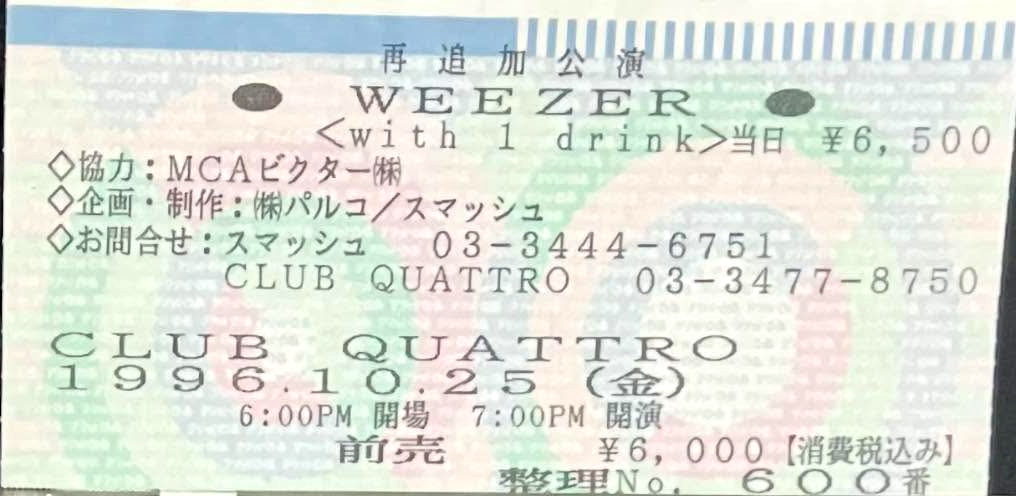 再追加公演
● WEEZER ●
<with 1 drink>当日 ¥6,500
◇協力：MCAビクター㈱
◇企画・制作：㈱パルコ／スマッシュ
◇お問合せ：スマッシュ 03-3444-6751
CLUB QUATTRO 03-3477-8750
CLUB QUATTRO
1996.10.25（金）
6:00PM 開場 7:00PM 開演
前売 ¥6,000【消費税込み】
整理No. 600番